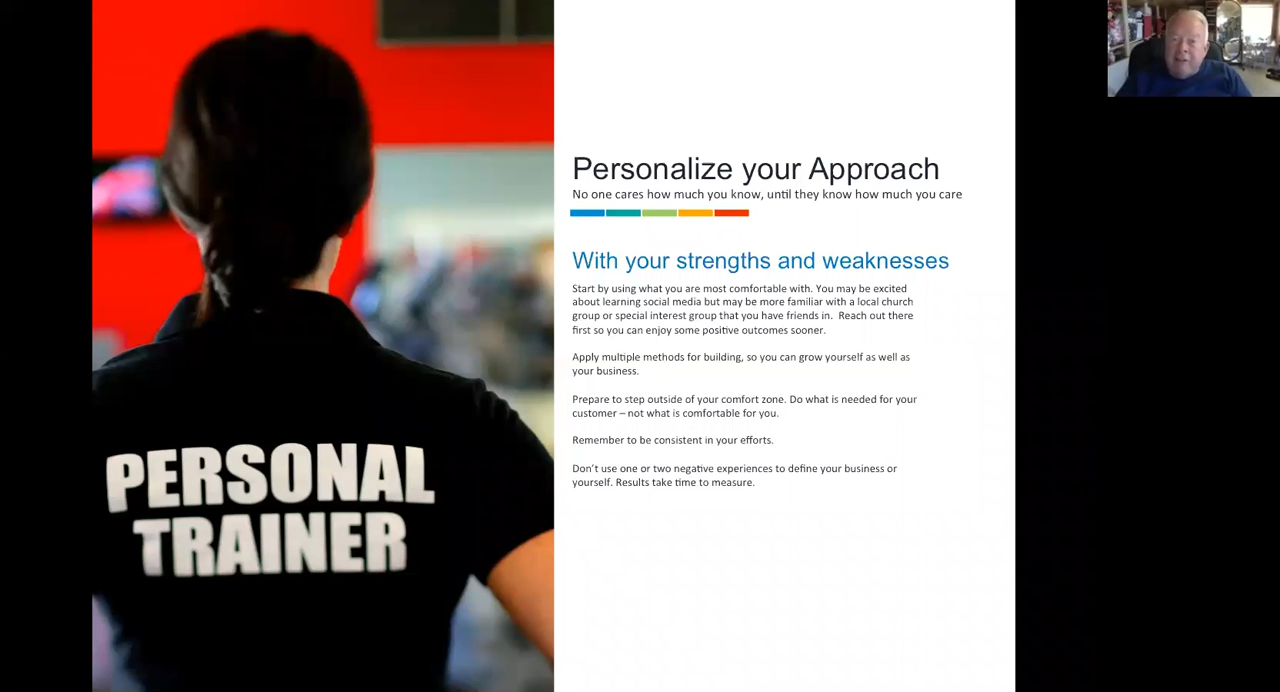 Personalize your Approach
No one cares how much you know, until they know how much you care
With your strengths and weaknesses
Start by using what you are most comfortable with. You may be excited
about learning social media but may be more familiar with a local church
group or special interest group that you have friends in.  Reach out there
first so you can enjoy some positive outcomes sooner.
Apply multiple methods for building, so you can grow yourself as well as
your business.
Prepare to step outside of your comfort zone. Do what is needed for your
customer – not what is comfortable for you.
Remember to be consistent in your efforts.
Don’t use one or two negative experiences to define your business or
yourself. Results take time to measure.
PERSONAL
TRAINER